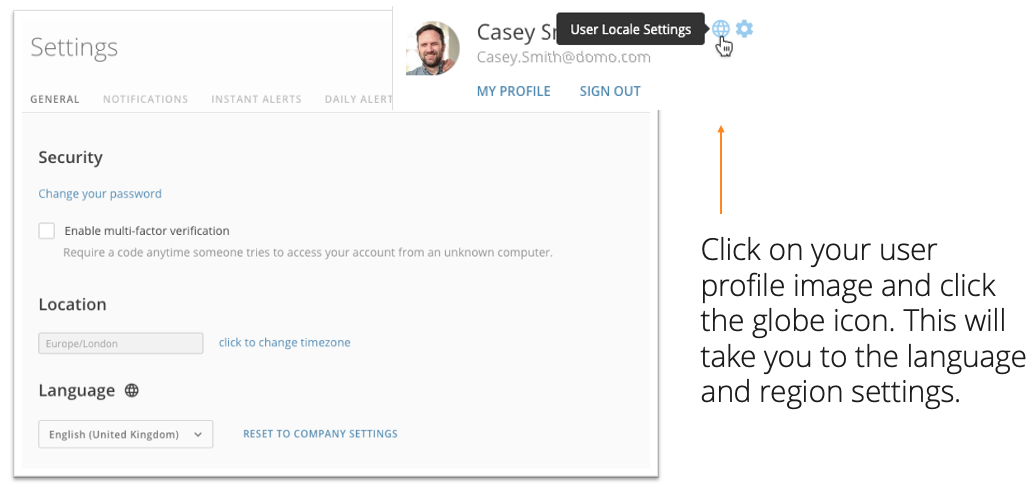 Settings
Casey
User Locale Settings
Casey.Smith@domo.com
MY PROFILE
SIGN OUT
GENERAL
NOTIFICATIONS
INSTANT ALERTS
DAILY ALERT
Security
Change your password
Enable multi-factor verification
Require a code anytime someone tries to access your account from an unknown computer.
Location
Europe/London
click to change timezone
Language
English (United Kingdom)
RESET TO COMPANY SETTINGS
Click on your user
profile image and click
the globe icon. This will
take you to the language
and region settings.